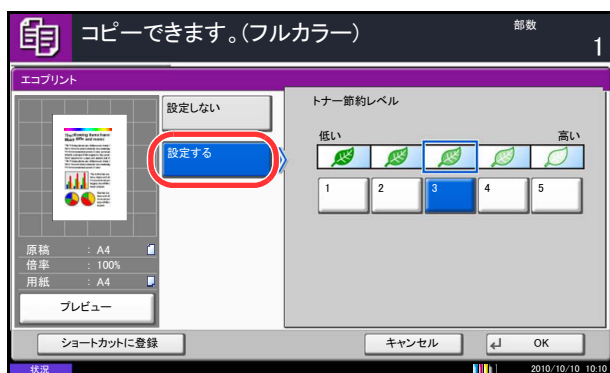 コピーできます。(フルカラー)
部数
1
エコプリント
設定しない
設定する
トナー節約レベル
低い
高い
1 2 3 4 5
原稿 : A4
倍率 : 100%
用紙 : A4
プレビュー
ショートカットに登録
キャンセル
OK
状況
2010/10/10 10:10